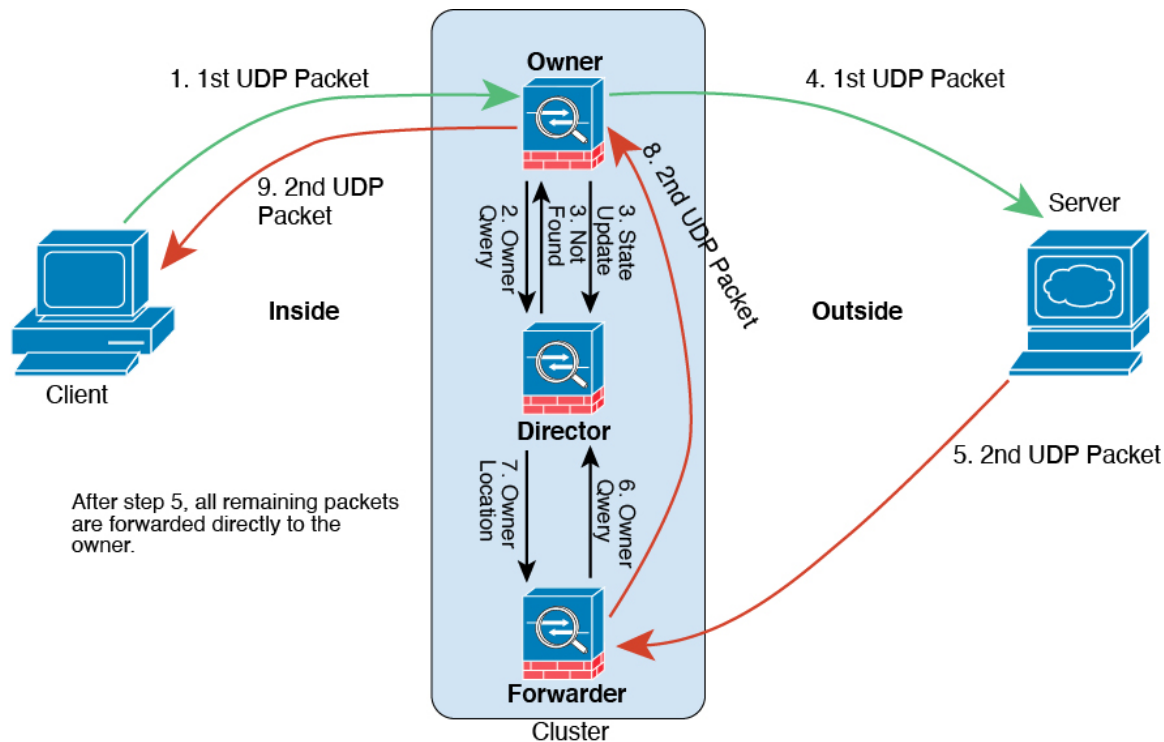 Owner
1. 1st UDP Packet
4. 1st UDP Packet
9. 2nd UDP
Packet
2. Owner
Qwery
3. Not
Found
3. State
Update
8. 2nd UDP Packet
Server
Inside
Outside
Client
Director
5. 2nd UDP Packet
7. Owner
Location
6. Owner
Qwery
After step 5, all remaining packets
are forwarded directly to the
owner.
Forwarder
Cluster